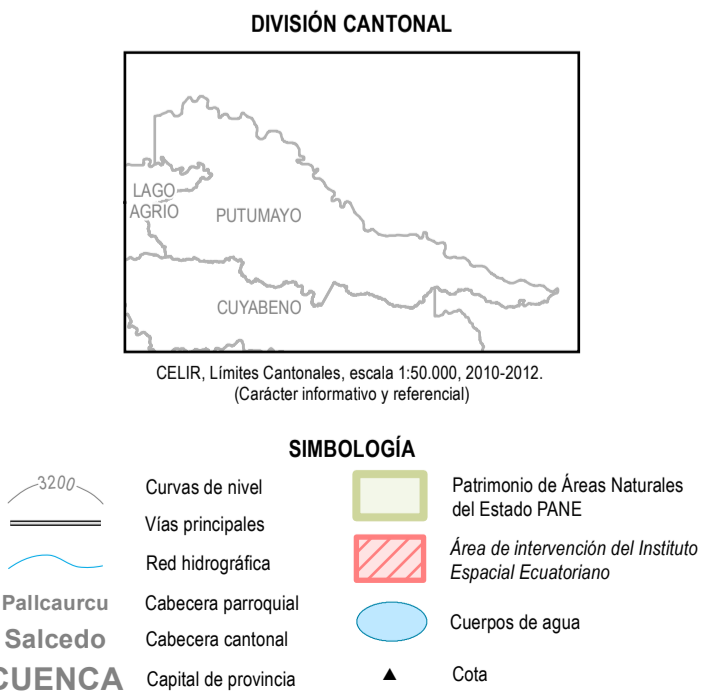 DIVISIÓN CANTONAL
LAGO
AGRIO
PUTUMAYO
CUYABENO
CELIR, Límites Cantonales, escala 1:50.000, 2010-2012.
(Carácter informativo y referencial)
SIMBOLOGÍA
3200
Curvas de nivel
Vías principales
Red hidrográfica
Pallcaurcu
Cabecera parroquial
Salcedo
Cabecera cantonal
CUENCA
Capital de provincia
Patrimonio de Áreas Naturales
del Estado PANE
Área de intervención del Instituto
Espacial Ecuatoriano
Cuerpos de agua
Cota